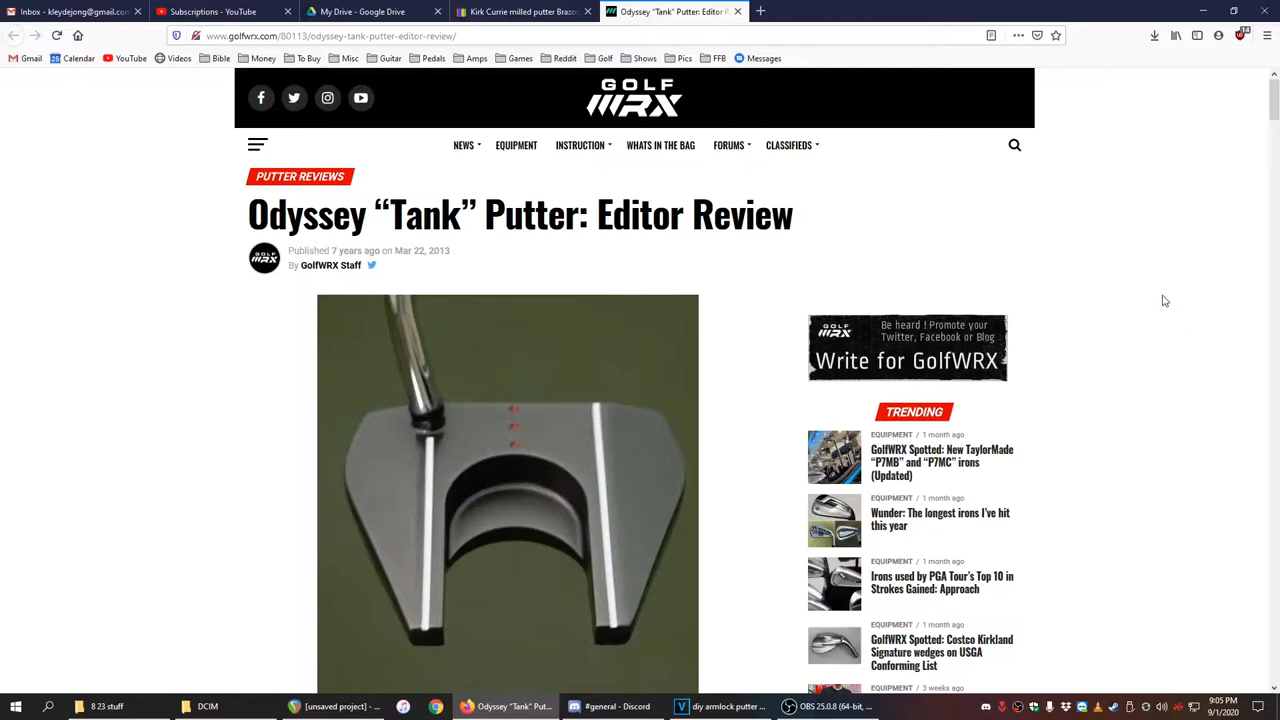 Inbox - kleydejong@gmail.com
Subscriptions - YouTube
My Drive - Google Drive
Kirk Currie milled putter Brazo
Odyssey “Tank” Putter: Editor R
www.golfwrx.com/80113/odyssey-tank-putter-editor-review/
14
Gmail
Calendar
YouTube
Videos
Bible
Money
To Buy
Misc
Guitar
Pedals
Amps
Games
Reddit
Golf
Shows
Pics
FFB
Messages
GOLF
WRX
NEWS
EQUIPMENT
INSTRUCTION
WHATS IN THE BAG
FORUMS
CLASSIFIEDS
PUTTER REVIEWS
Odyssey “Tank” Putter: Editor Review
Published 7 years ago on Mar 22, 2013
By GolfWRX Staff
GOLF
WRX
Be heard ! Promote your
Twitter, Facebook or Blog
Write for GolfWRX
TRENDING
EQUIPMENT / 1 month ago
GolfWRX Spotted: New TaylorMade
“P7MB” and “P7MC” irons
(Updated)
EQUIPMENT / 1 month ago
Wunder: The longest irons I’ve hit
this year
EQUIPMENT / 1 month ago
Irons used by PGA Tour’s Top 10 in
Strokes Gained: Approach
EQUIPMENT / 1 month ago
GolfWRX Spotted: Costco Kirkland
Signature wedges on USGA
Conforming List
EQUIPMENT / 3 weeks ago
8 23 stuff
DCIM
[unsaved project] - ...
Odyssey “Tank” Put...
#general - Discord
diy armlock putter ...
OBS 25.0.8 (64-bit, ...
9:05 PM
9/1/2020